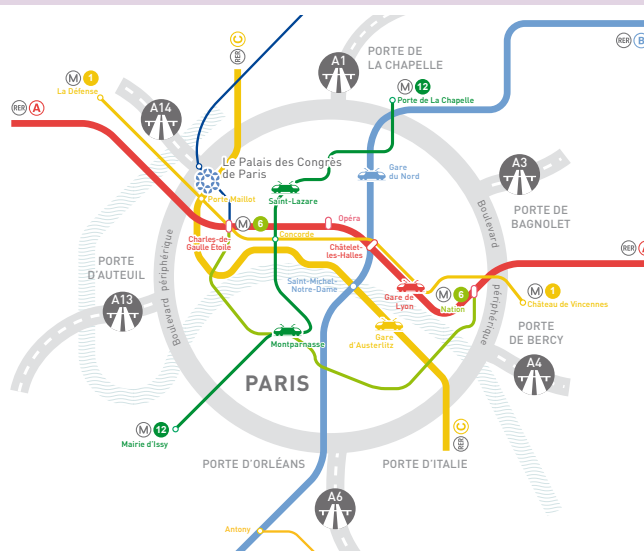 RER C
PORTE DE
LA CHAPELLE
RER B
A1
M 1
La Défense
M 12
Porte de La Chapelle
RER A
A14
Le Palais des Congrès
de Paris
Gare
du Nord
A3
Porte Maillot
Saint-Lazare
PORTE DE
BAGNOLET
Charles-de-
Gaulle Étoile
M 6
Opéra
Concorde
Châtelet-
les-Halles
Boulevard périphérique
Boulevard périphérique
RER A
PORTE
D'AUTEUIL
A13
Saint-Michel-
Notre-Dame
Gare de
Lyon
M 6
Nation
M 1
Château de Vincennes
Gare
d'Austerlitz
Montparnasse
PORTE
DE BERCY
A4
PARIS
M 12
Mairie d'Issy
RER C
PORTE D'ORLÉANS
PORTE D'ITALIE
A6
Antony